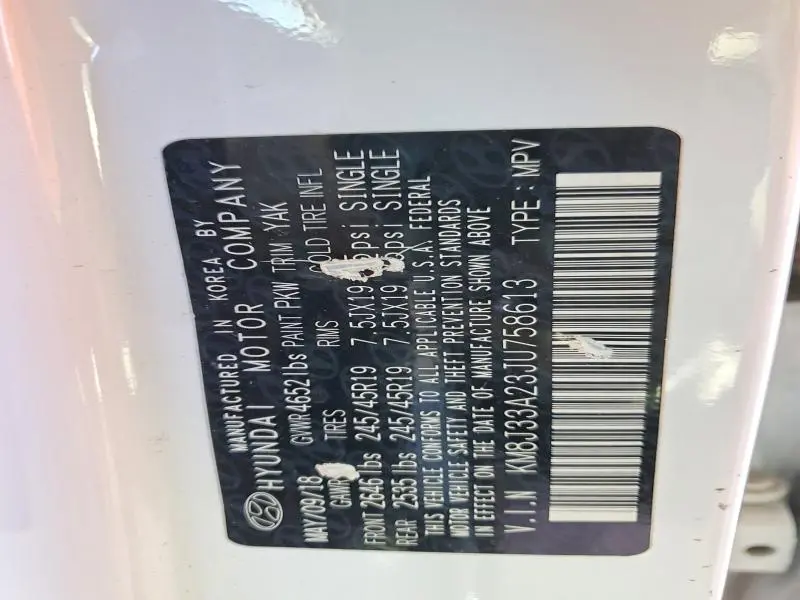 MANUFACTURED IN KOREA BY
HYUNDAI MOTOR COMPANY
MAY/09/18 GVWR 4652 lbs PAINT PKW TRIM YAK
TIRES RIMS COLD TIRE INFL
FRONT 2646 lbs 245/45R19 7.5JX19 psi SINGLE
REAR 2535 lbs 245/45R19 7.5JX19 psi SINGLE
THIS VEHICLE CONFORMS TO ALL APPLICABLE U.S.A. FEDERAL
MOTOR VEHICLE SAFETY AND THEFT PREVENTION STANDARDS
IN EFFECT ON THE DATE OF MANUFACTURE SHOWN ABOVE
V.I.N KM8J33A23JU758613 TYPE : MPV